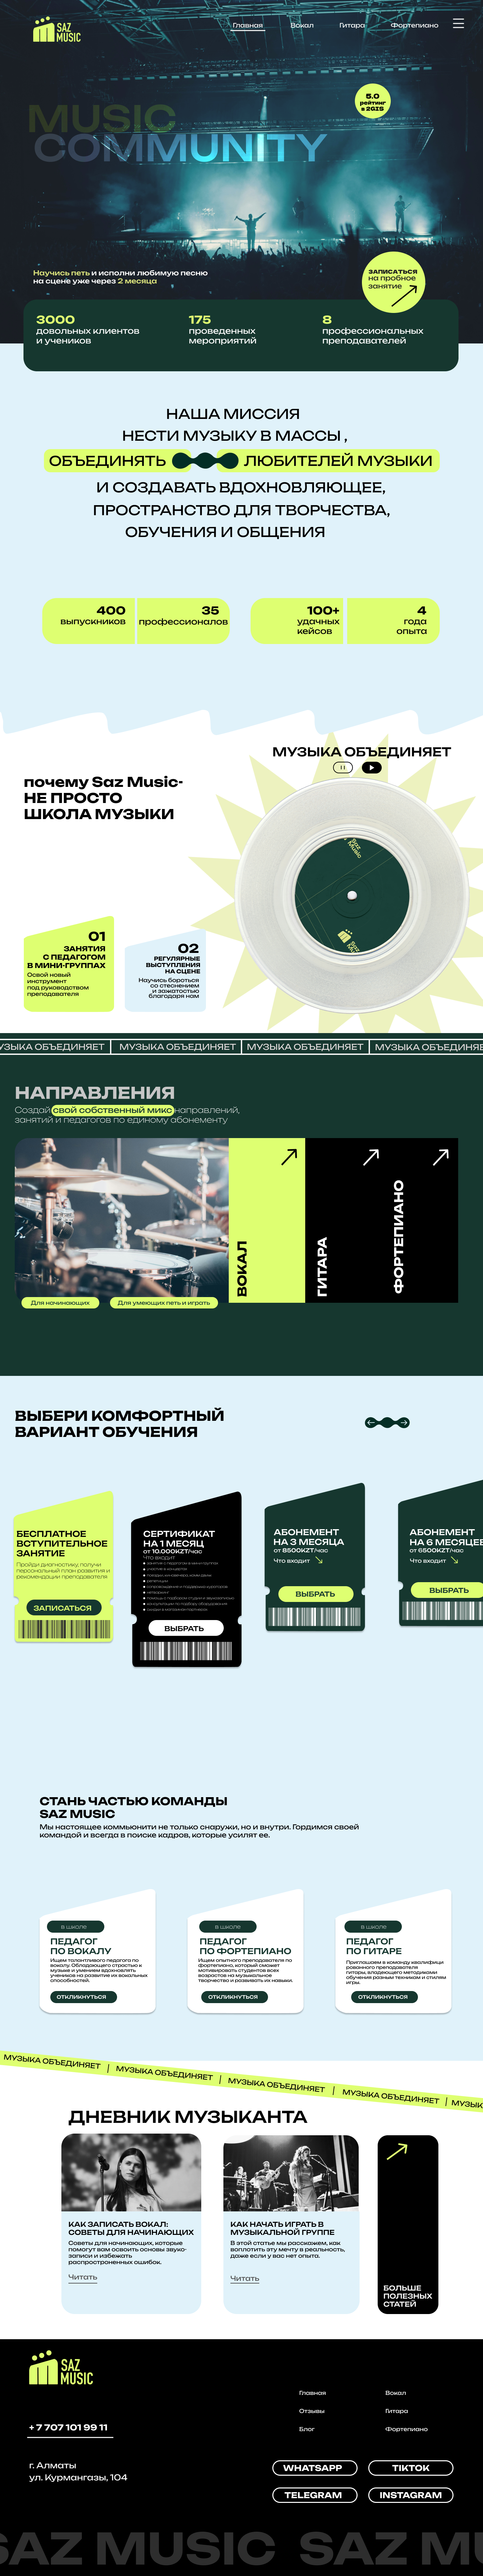 SAZ
MUSIC
Главная
Вокал
Гитара
Фортепиано
5.0
рейтинг
в 2GIS
MUSIC
COMMUNITY
ЗАПИСАТЬСЯ
на пробное
занятие
Научись петь и исполни любимую песню
на сцене уже через 2 месяца
3000
довольных клиентов
и учеников
175
проведенных
мероприятий
8
профессиональных
преподавателей
НАША МИССИЯ
НЕСТИ МУЗЫКУ В МАССЫ ,
ОБЪЕДИНЯТЬ ЛЮБИТЕЛЕЙ МУЗЫКИ
И СОЗДАВАТЬ ВДОХНОВЛЯЮЩЕЕ,
ПРОСТРАНСТВО ДЛЯ ТВОРЧЕСТВА,
ОБУЧЕНИЯ И ОБЩЕНИЯ
400
выпускников
35
профессионалов
100+
удачных
кейсов
4
года
опыта
МУЗЫКА ОБЪЕДИНЯЕТ
почему Saz Music-
НЕ ПРОСТО
ШКОЛА МУЗЫКИ
Saz
Music
01
ЗАНЯТИЯ
С ПЕДАГОГОМ
В МИНИ-ГРУППАХ
Освой новый
инструмент
под руководством
преподавателя
02
РЕГУЛЯРНЫЕ
ВЫСТУПЛЕНИЯ
НА СЦЕНЕ
Научись бороться
со стеснением
и зажатостью
благодаря нам
УЗЫКА ОБЪЕДИНЯЕТ | МУЗЫКА ОБЪЕДИНЯЕТ | МУЗЫКА ОБЪЕДИНЯЕТ | МУЗЫКА ОБЪЕДИНЯЕ
НАПРАВЛЕНИЯ
Создай свой собственный микс направлений,
занятий и педагогов по единому абонементу
ВОКАЛ
ГИТАРА
ФОРТЕПИАНО
Для начинающих
Для умеющих петь и играть
ВЫБЕРИ КОМФОРТНЫЙ
ВАРИАНТ ОБУЧЕНИЯ
БЕСПЛАТНОЕ
ВСТУПИТЕЛЬНОЕ
ЗАНЯТИЕ
Пройди диагностику, получи
персональный план развития и
рекомендации преподавателя
ЗАПИСАТЬСЯ
СЕРТИФИКАТ
НА 1 МЕСЯЦ
от 10.000KZT/час
Что входит
ВЫБРАТЬ
АБОНЕМЕНТ
НА 3 МЕСЯЦА
от 8500KZT/час
Что входит
ВЫБРАТЬ
АБОНЕМЕНТ
НА 6 МЕСЯЦЕВ
от 6500KZT/час
Что входит
ВЫБРАТЬ
СТАНЬ ЧАСТЬЮ КОМАНДЫ
SAZ MUSIC
Мы настоящее коммьюнити не только снаружи, но и внутри. Гордимся своей
командой и всегда в поиске кадров, которые усилят ее.
в школе
ПЕДАГОГ
ПО ВОКАЛУ
Ищем талантливого педагога по
вокалу. Обладающего страстью к
музыке и умением вдохновлять
учеников на развитие их вокальных
способностей.
ОТКЛИКНУТЬСЯ
в школе
ПЕДАГОГ
ПО ФОРТЕПИАНО
Ищем опытного преподавателя по
фортепиано, который сможет
мотивировать студентов всех
возрастов на музыкальное
творчество и развивать их навыки.
ОТКЛИКНУТЬСЯ
в школе
ПЕДАГОГ
ПО ГИТАРЕ
Приглашаем в команду квалифици
рованного преподавателя
гитары, владеющего методиками
обучения разным техникам и стилям
игры.
ОТКЛИКНУТЬСЯ
МУЗЫКА ОБЪЕДИНЯЕТ | МУЗЫКА ОБЪЕДИНЯЕТ | МУЗЫКА ОБЪЕДИНЯЕТ | МУЗЫКА ОБЪЕДИНЯЕТ | МУЗЫК
ДНЕВНИК МУЗЫКАНТА
КАК ЗАПИСАТЬ ВОКАЛ:
СОВЕТЫ ДЛЯ НАЧИНАЮЩИХ
Советы для начинающих, которые
помогут вам освоить основы звуко-
записи и избежать
распространенных ошибок.
Читать
КАК НАЧАТЬ ИГРАТЬ В
МУЗЫКАЛЬНОЙ ГРУППЕ
В этой статье мы расскажем, как
воплотить эту мечту в реальность,
даже если у вас нет опыта.
Читать
БОЛЬШЕ
ПОЛЕЗНЫХ
СТАТЕЙ
SAZ
MUSIC
+ 7 707 101 99 11
г. Алматы
ул. Курмангазы, 104
Главная
Отзывы
Блог
Вокал
Гитара
Фортепиано
WHATSAPP
TIKTOK
TELEGRAM
INSTAGRAM
SAZ MUSIC SAZ MU